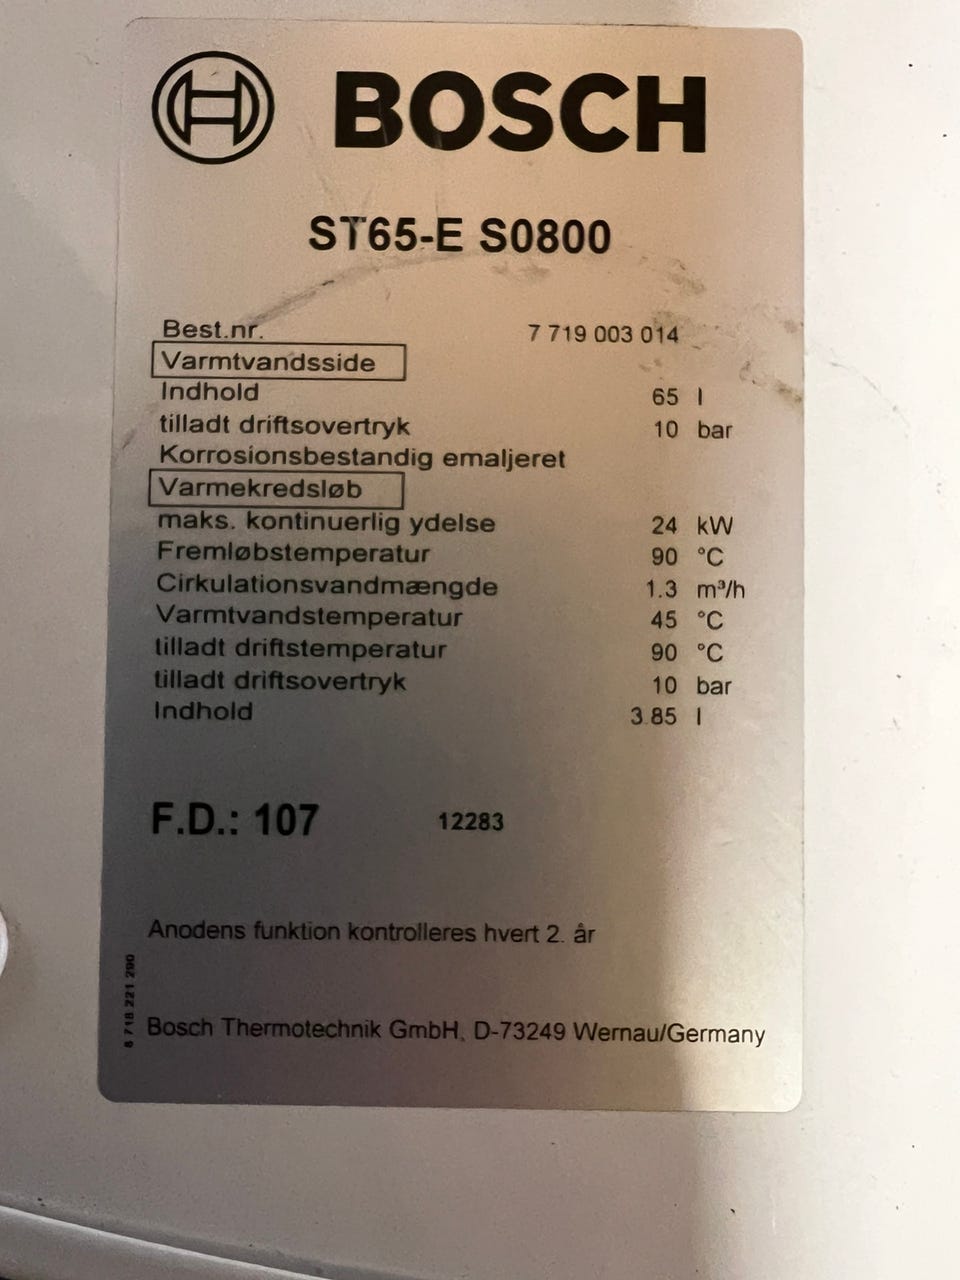 BOSCH
ST65-E S0800
Best.nr. 7 719 003 014
Varmtvandsside
Indhold 65 l
tilladt driftsovertryk 10 bar
Korrosionsbestandig emaljeret
Varmekredsløb
maks. kontinuerlig ydelse 24 kW
Fremløbstemperatur 90 °C
Cirkulationsvandmængde 1.3 m³/h
Varmtvandstemperatur 45 °C
tilladt driftstemperatur 90 °C
tilladt driftsovertryk 10 bar
Indhold 3.85 l
F.D.: 107 12283
Anodens funktion kontrolleres hvert 2. år
6 718 221 290
Bosch Thermotechnik GmbH, D-73249 Wernau/Germany